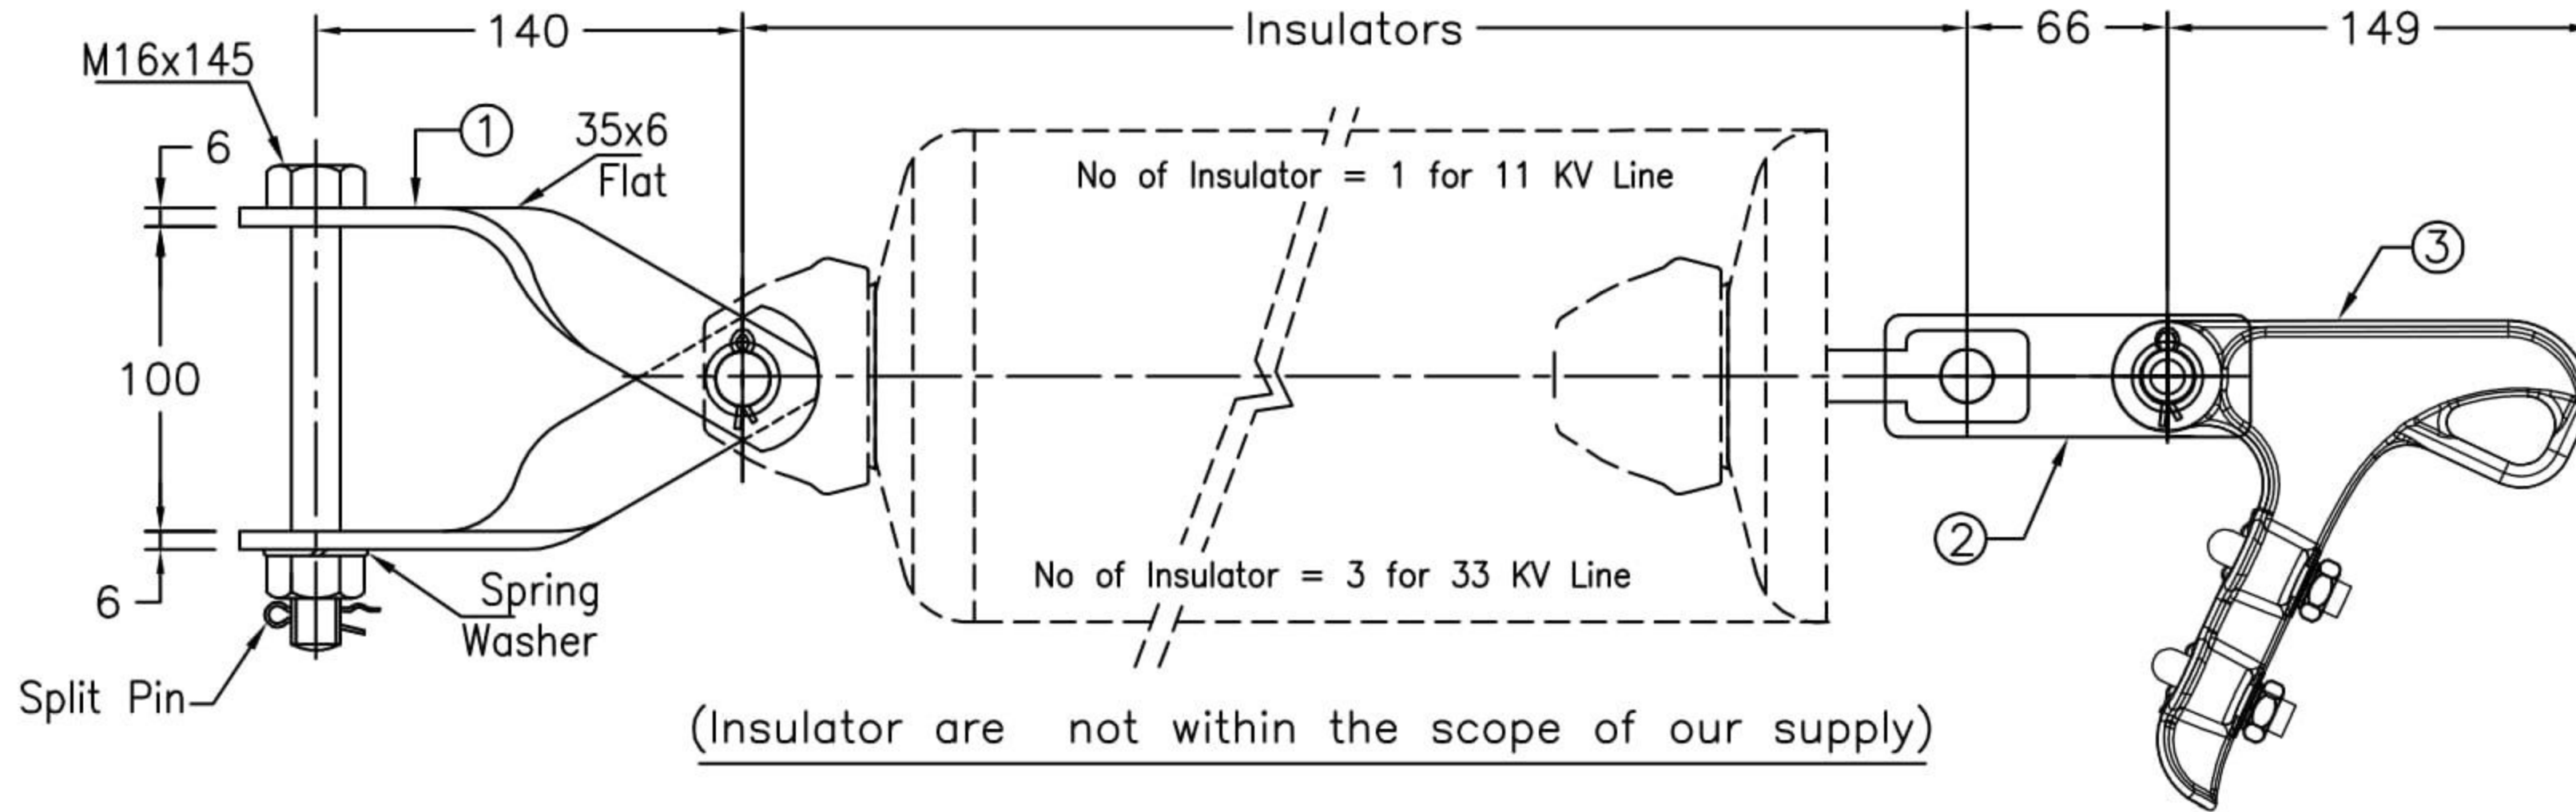 140
Insulators
66
149
M16x145
1
35x6
Flat
6
No of Insulator = 1 for 11 KV Line
3
100
2
No of Insulator = 3 for 33 KV Line
6
Spring
Washer
Split Pin
(Insulator are not within the scope of our supply)